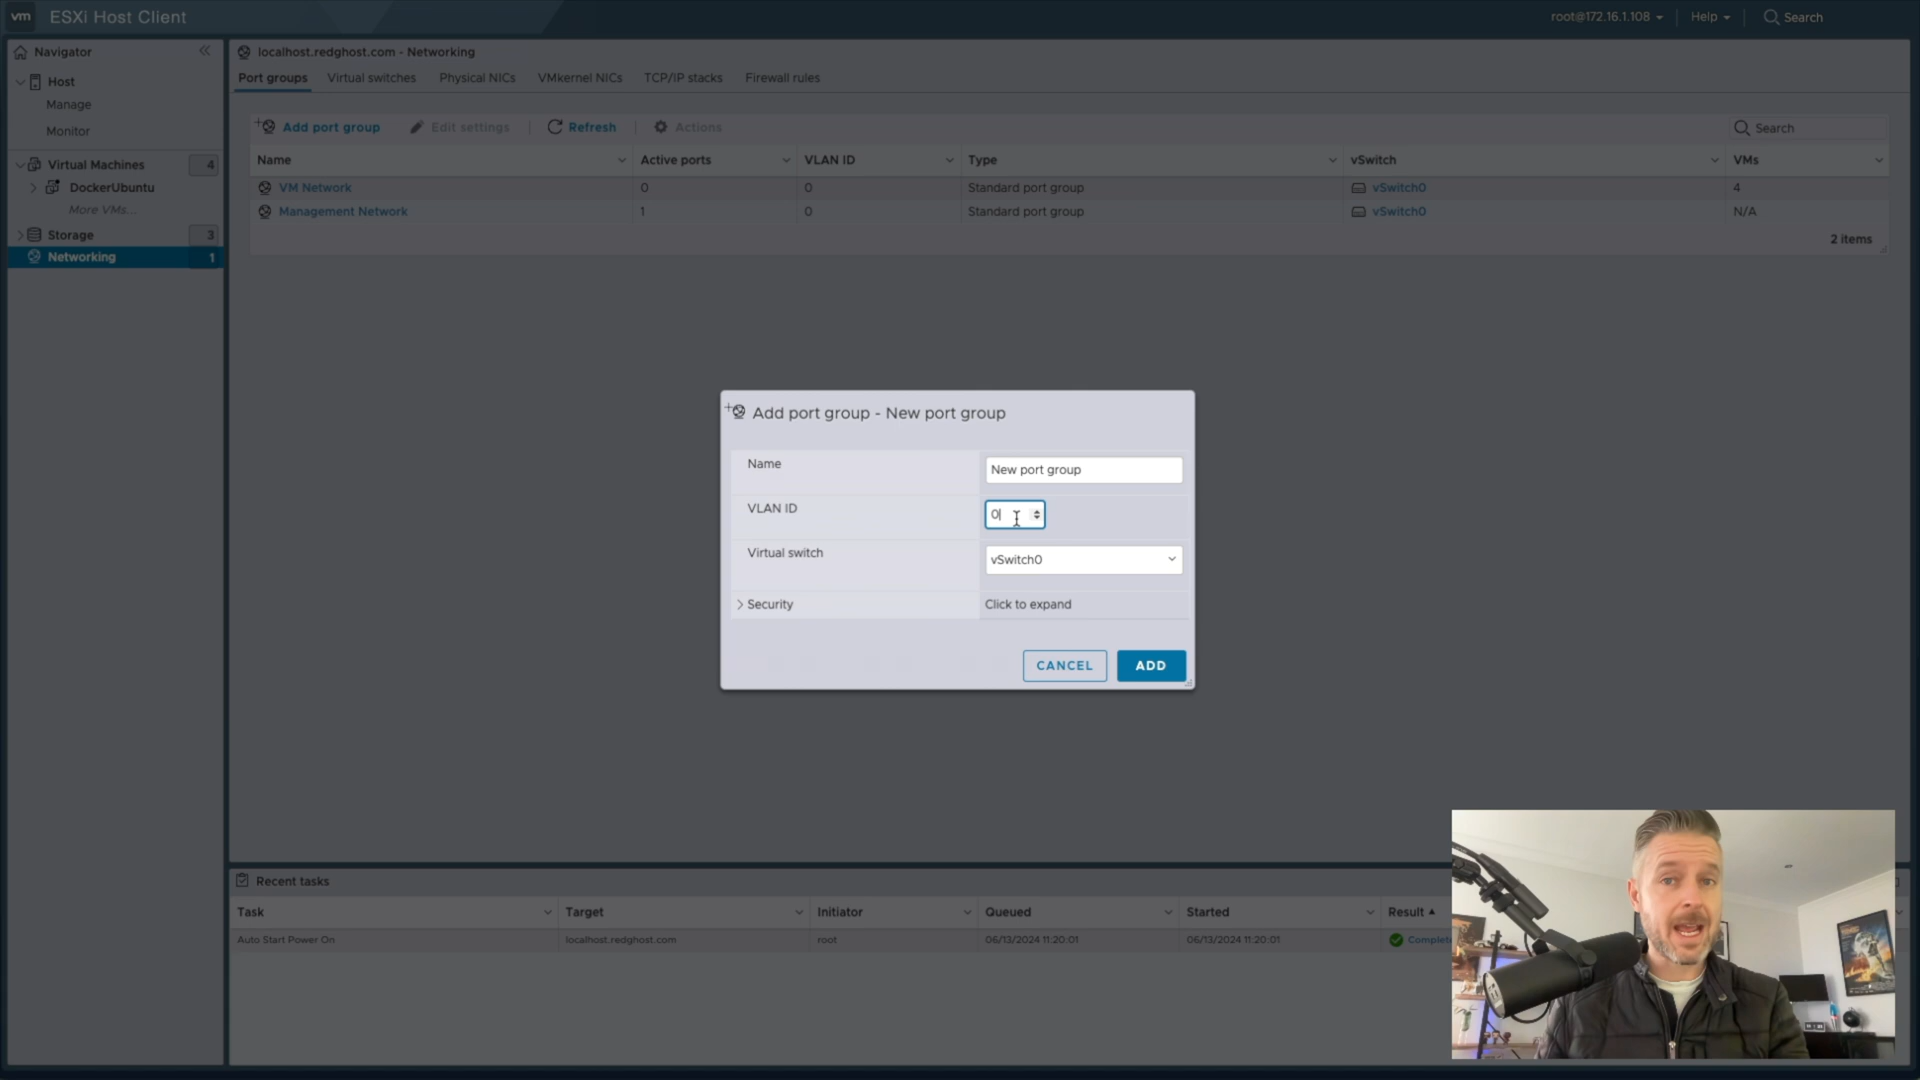 vm ESXi Host Client root@172.16.1.108 Help Search
Navigator
Host
Manage
Monitor
Virtual Machines 4
DockerUbuntu
More VMs...
Storage 3
Networking 1
localhost.redghost.com - Networking
Port groups Virtual switches Physical NICs VMkernel NICs TCP/IP stacks Firewall rules
Add port group Edit settings Refresh Actions Search
Name Active ports VLAN ID Type vSwitch VMs
VM Network 0 0 Standard port group vSwitch0 4
Management Network 1 0 Standard port group vSwitch0 N/A
2 items
Add port group - New port group
Name New port group
VLAN ID 0
Virtual switch vSwitch0
Security Click to expand
CANCEL ADD
Recent tasks
Task Target Initiator Queued Started Result
Auto Start Power On localhost.redghost.com root 06/13/2024 11:20:01 06/13/2024 11:20:01